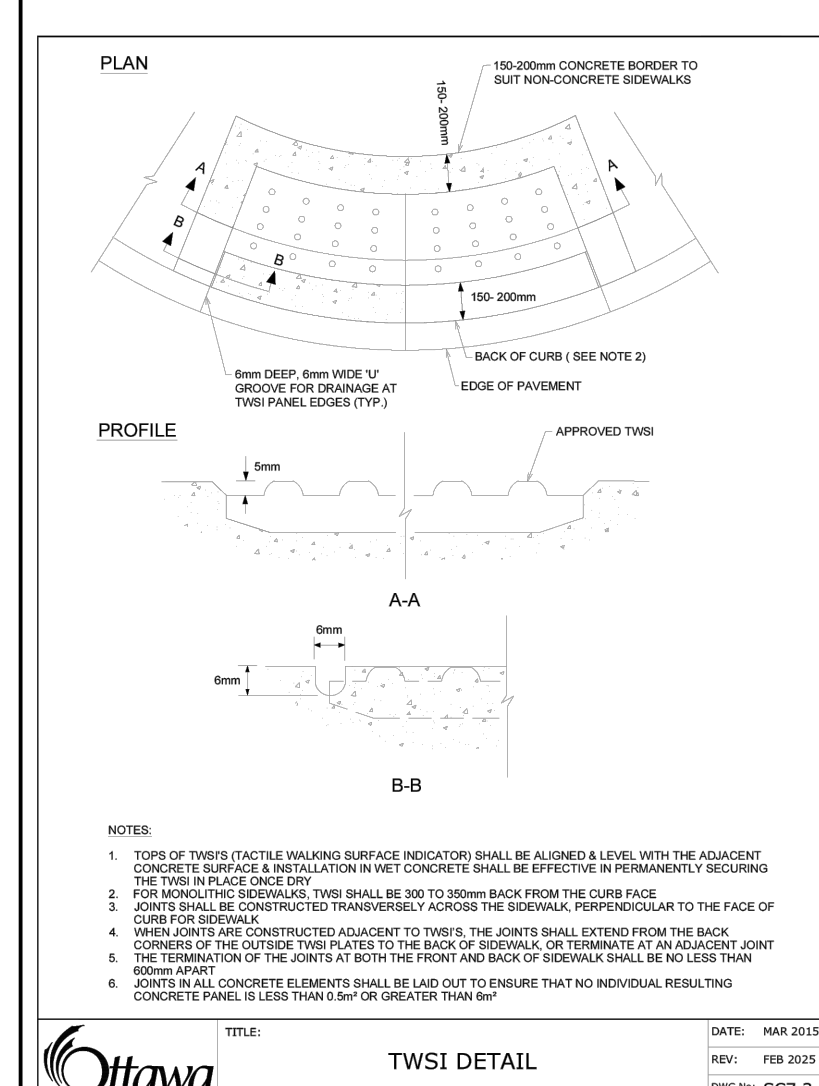 PLAN
150-200mm CONCRETE BORDER TO
SUIT NON-CONCRETE SIDEWALKS
150- 200mm
A
A
B
B
150- 200mm
BACK OF CURB ( SEE NOTE 2)
EDGE OF PAVEMENT
6mm DEEP, 6mm WIDE 'U'
GROOVE FOR DRAINAGE AT
TWSI PANEL EDGES (TYP.)
PROFILE
APPROVED TWSI
5mm
A-A
6mm
6mm
B-B
NOTES:
1. TOPS OF TWSI'S (TACTILE WALKING SURFACE INDICATOR) SHALL BE ALIGNED & LEVEL WITH THE ADJACENT
CONCRETE SURFACE & INSTALLATION IN WET CONCRETE SHALL BE EFFECTIVE IN PERMANENTLY SECURING
THE TWSI IN PLACE ONCE DRY
2. FOR MONOLITHIC SIDEWALKS, TWSI SHALL BE 300 TO 350mm BACK FROM THE CURB FACE
3. JOINTS SHALL BE CONSTRUCTED TRANSVERSELY ACROSS THE SIDEWALK, PERPENDICULAR TO THE FACE OF
CURB FOR SIDEWALK
4. WHEN JOINTS ARE CONSTRUCTED ADJACENT TO TWSI'S, THE JOINTS SHALL EXTEND FROM THE BACK
CORNERS OF THE OUTSIDE TWSI PLATES TO THE BACK OF SIDEWALK, OR TERMINATE AT AN ADJACENT JOINT
5. THE TERMINATION OF THE JOINTS AT BOTH THE FRONT AND BACK OF SIDEWALK SHALL BE NO LESS THAN
600mm APART
6. JOINTS IN ALL CONCRETE ELEMENTS SHALL BE LAID OUT TO ENSURE THAT NO INDIVIDUAL RESULTING
CONCRETE PANEL IS LESS THAN 0.5m² OR GREATER THAN 6m²
Ottawa
TITLE:
TWSI DETAIL
DATE: MAR 2015
REV: FEB 2025